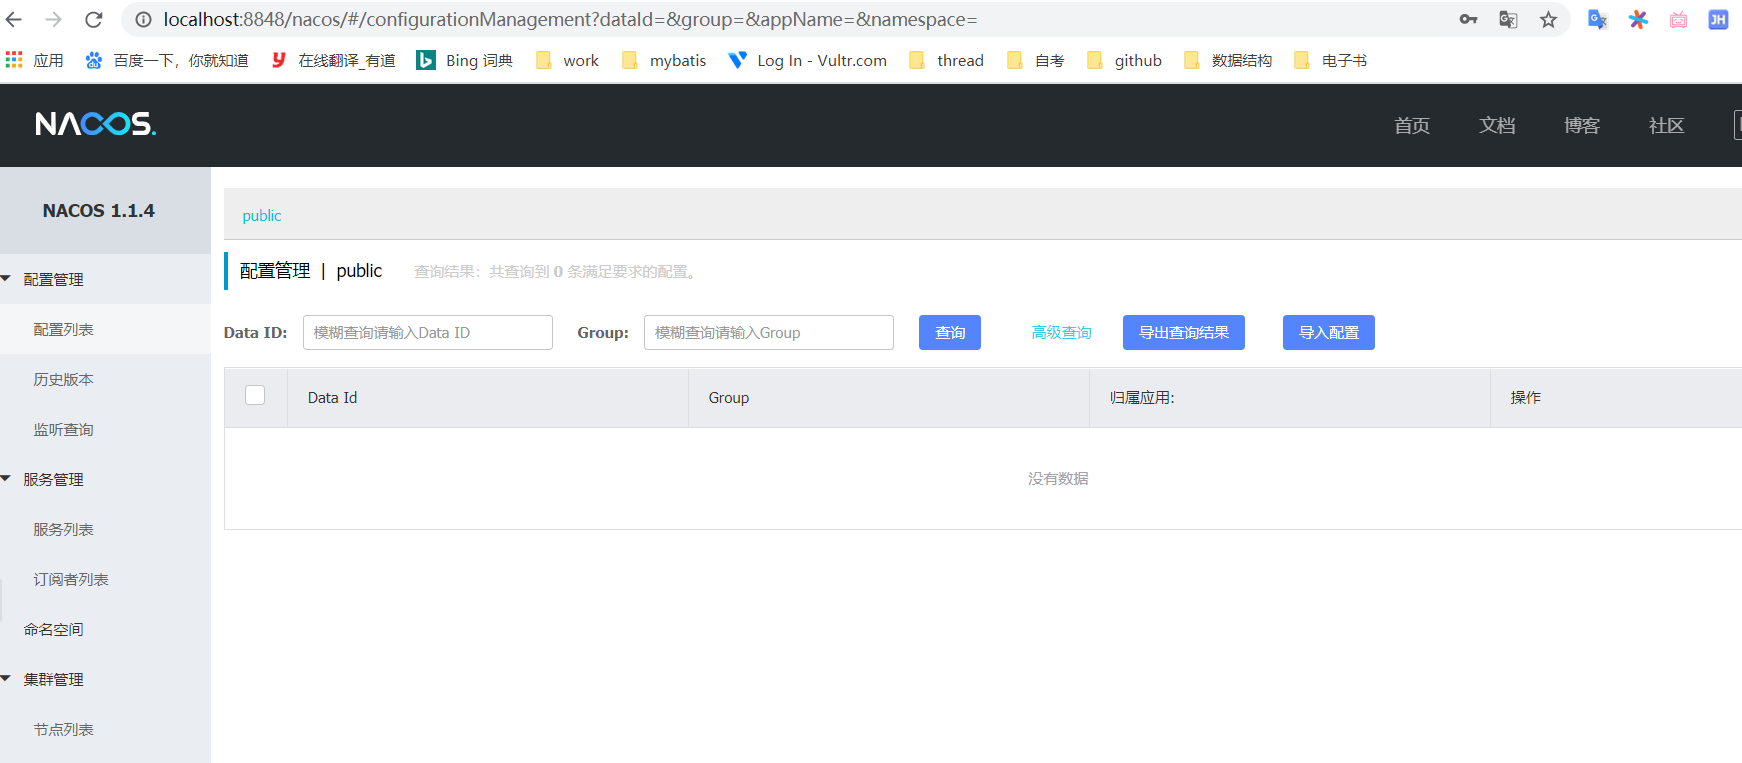 localhost:8848/nacos/#/configurationManagement?dataId=&group=&appName=&namespace=
JH
应用 百度一下，你就知道 在线翻译_有道 Bing 词典 work mybatis Log In - Vultr.com thread 自考 github 数据结构 电子书
NACOS. 首页 文档 博客 社区
NACOS 1.1.4
public
配置管理 | public 查询结果：共查询到 0 条满足要求的配置。
Data ID: 模糊查询请输入Data ID Group: 模糊查询请输入Group 查询 高级查询 导出查询结果 导入配置
Data Id Group 归属应用: 操作
没有数据
配置管理
配置列表
历史版本
监听查询
服务管理
服务列表
订阅者列表
命名空间
集群管理
节点列表